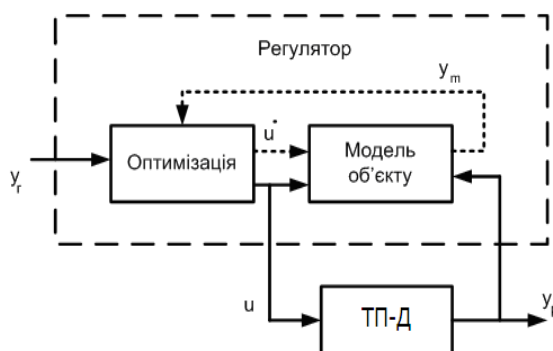 Регулятор
y_m
u*
Оптимізація
Модель
об'єкту
y_r
u
ТП-Д